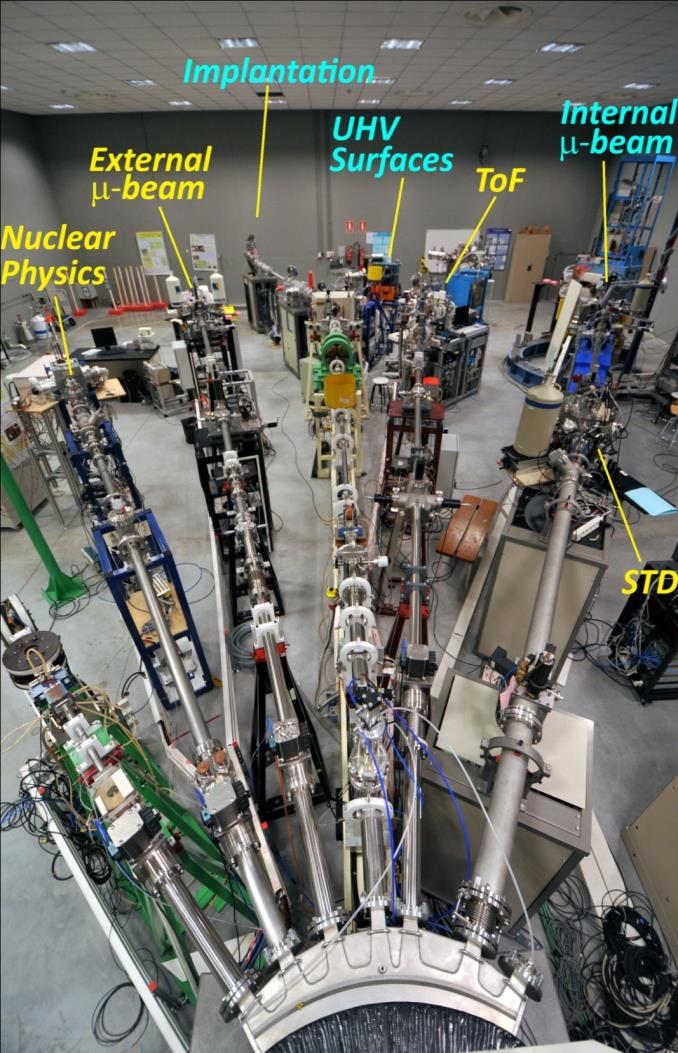 Implantation
UHV
Surfaces
Internal
μ-beam
External
μ-beam
ToF
Nuclear
Physics
STD